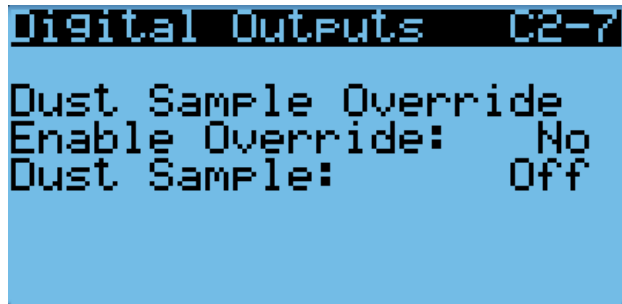 Digital Outputs C2-7
Dust Sample Override
Enable Override: No
Dust Sample: Off